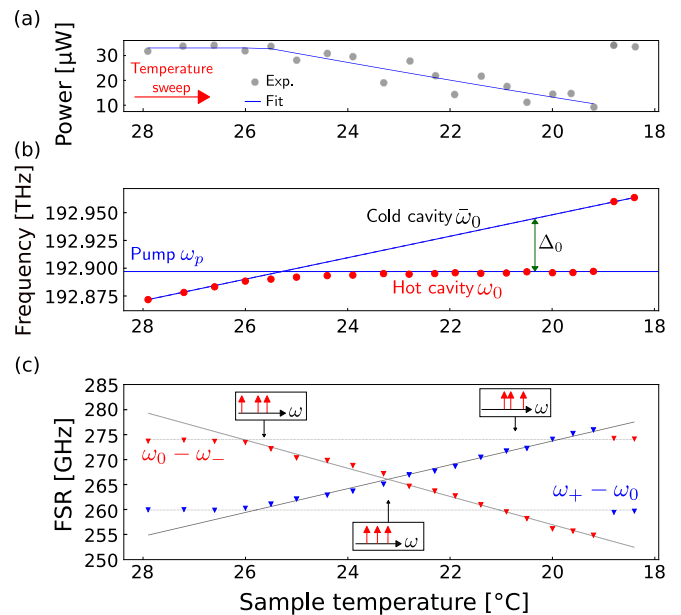 (a)
Power [µW]
30
20
10
Temperature
sweep
Exp.
Fit
28 26 24 22 20 18
(b)
Frequency [THz]
192.950
192.925
192.900
192.875
Cold cavity ω̄₀
Pump ωₚ
Δ₀
Hot cavity ω₀
28 26 24 22 20 18
(c)
FSR [GHz]
285
280
275
270
265
260
255
250
ω
ω
ω₀ − ω₋
ω₊ − ω₀
ω
28 26 24 22 20 18
Sample temperature [°C]